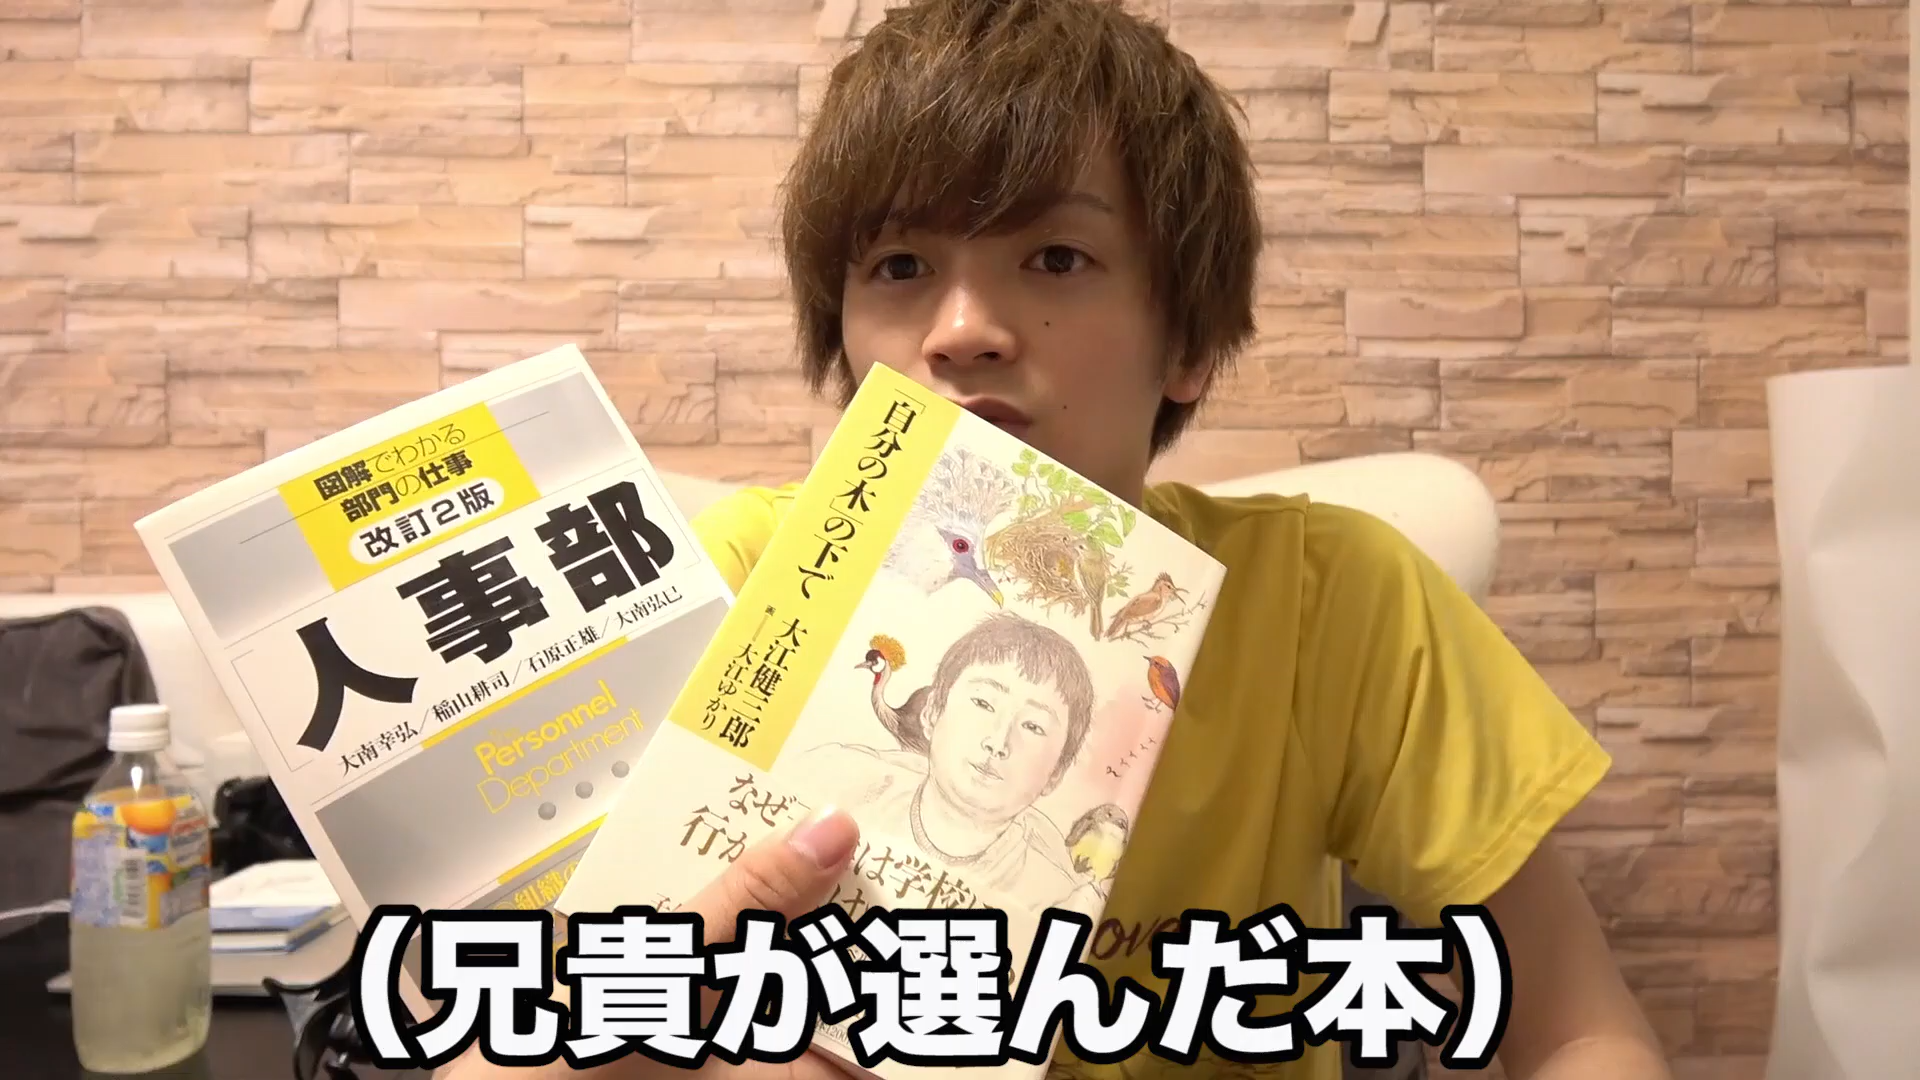 図解でわかる
部門の仕事
改訂2版
人事部
大南幸弘／稲山耕司／石原正雄／大南弘巳
The
Personnel
Department
「自分の木」の下で
大江健三郎
画―大江ゆかり
なぜ
は学校に
行か
(兄貴が選んだ本)